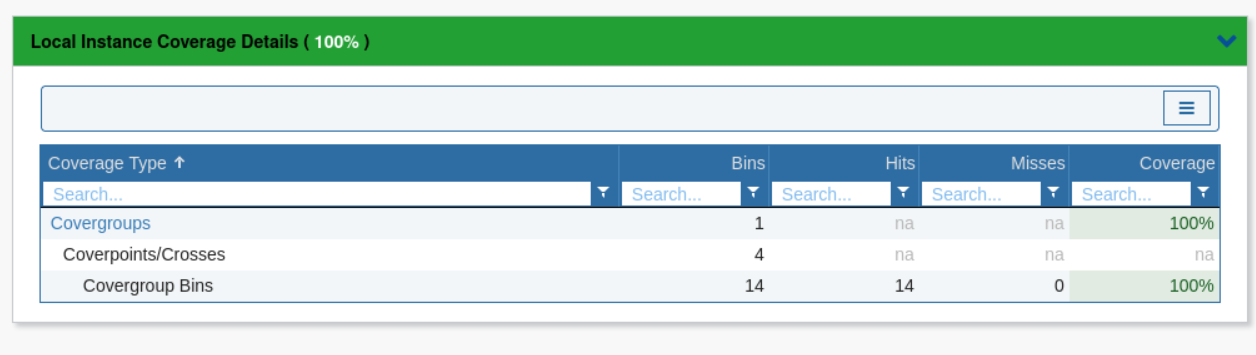 Local Instance Coverage Details ( 100% )
Coverage Type Bins Hits Misses Coverage
Search... Search... Search... Search... Search...
Covergroups 1 na na 100%
Coverpoints/Crosses 4 na na na
Covergroup Bins 14 14 0 100%